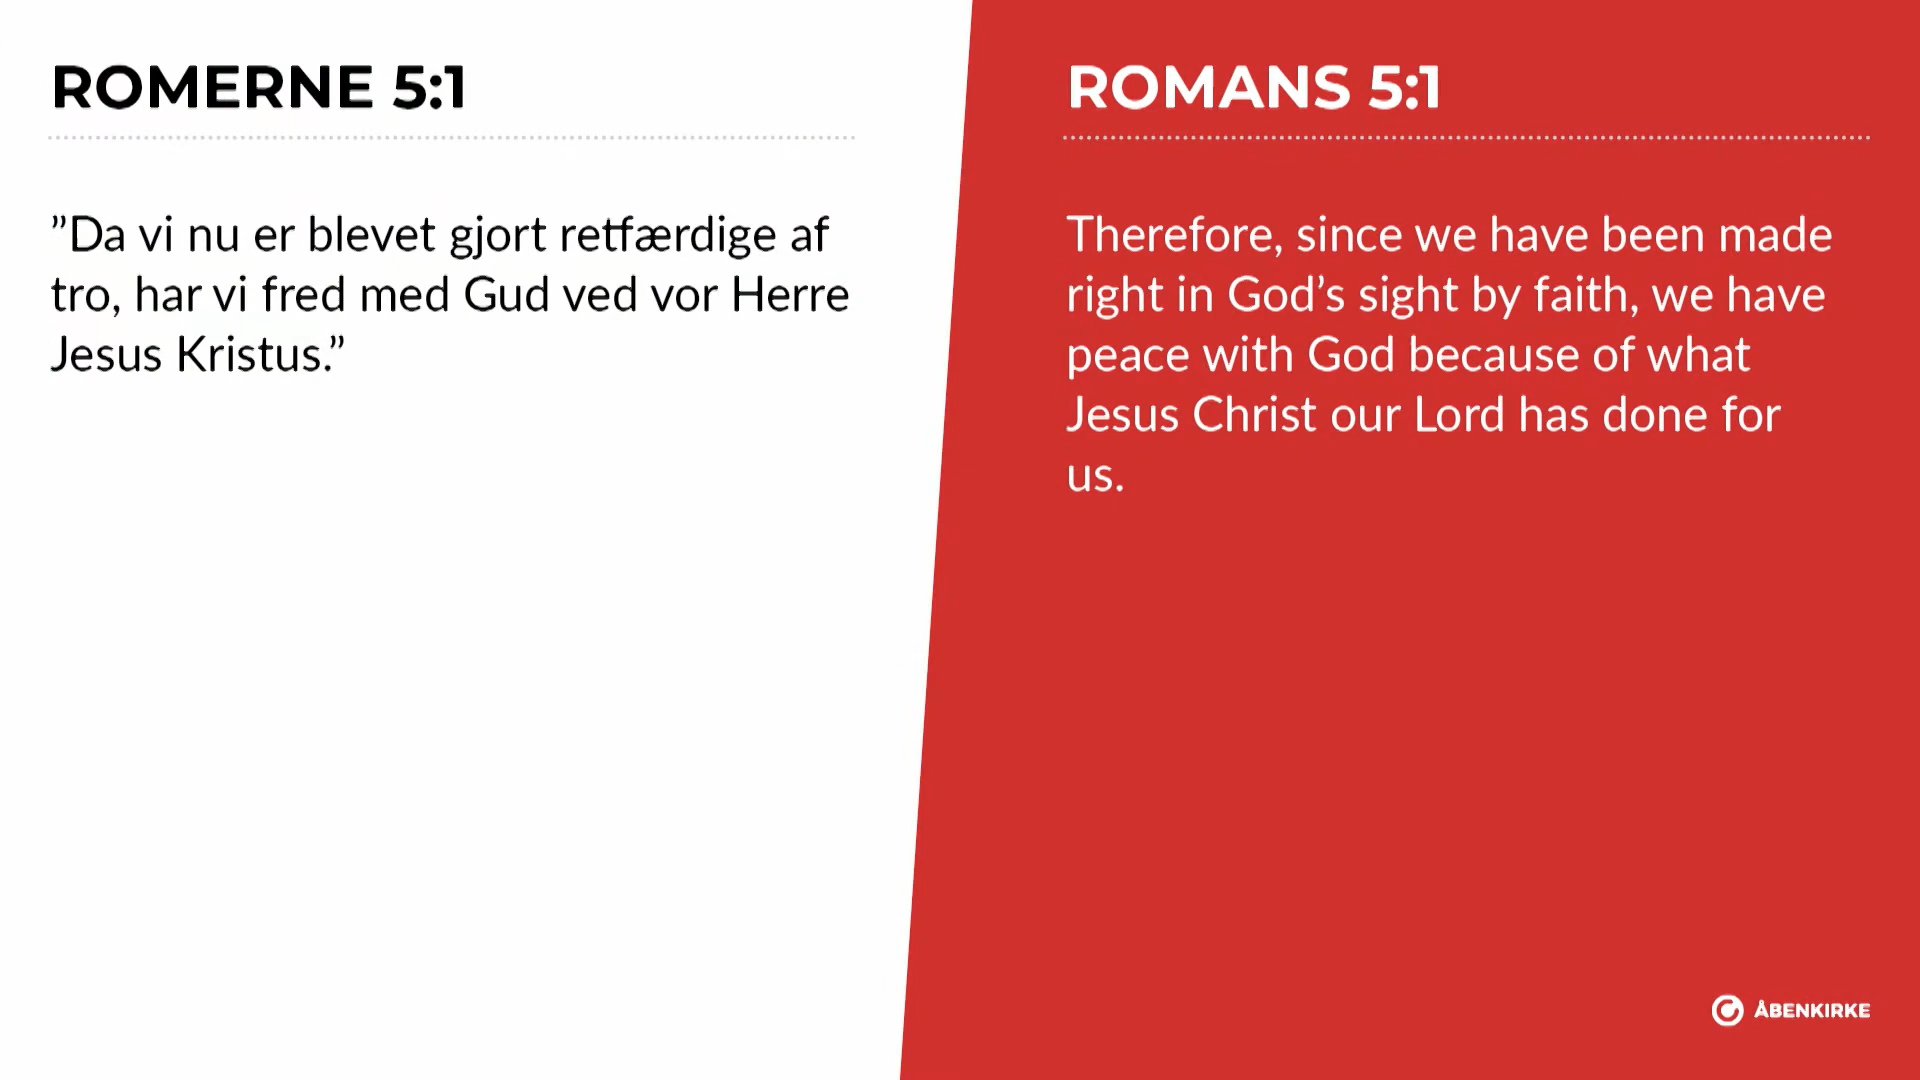 ROMERNE 5:1
”Da vi nu er blevet gjort retfærdige af
tro, har vi fred med Gud ved vor Herre
Jesus Kristus.”
ROMANS 5:1
Therefore, since we have been made
right in God’s sight by faith, we have
peace with God because of what
Jesus Christ our Lord has done for
us.
ÅBENKIRKE